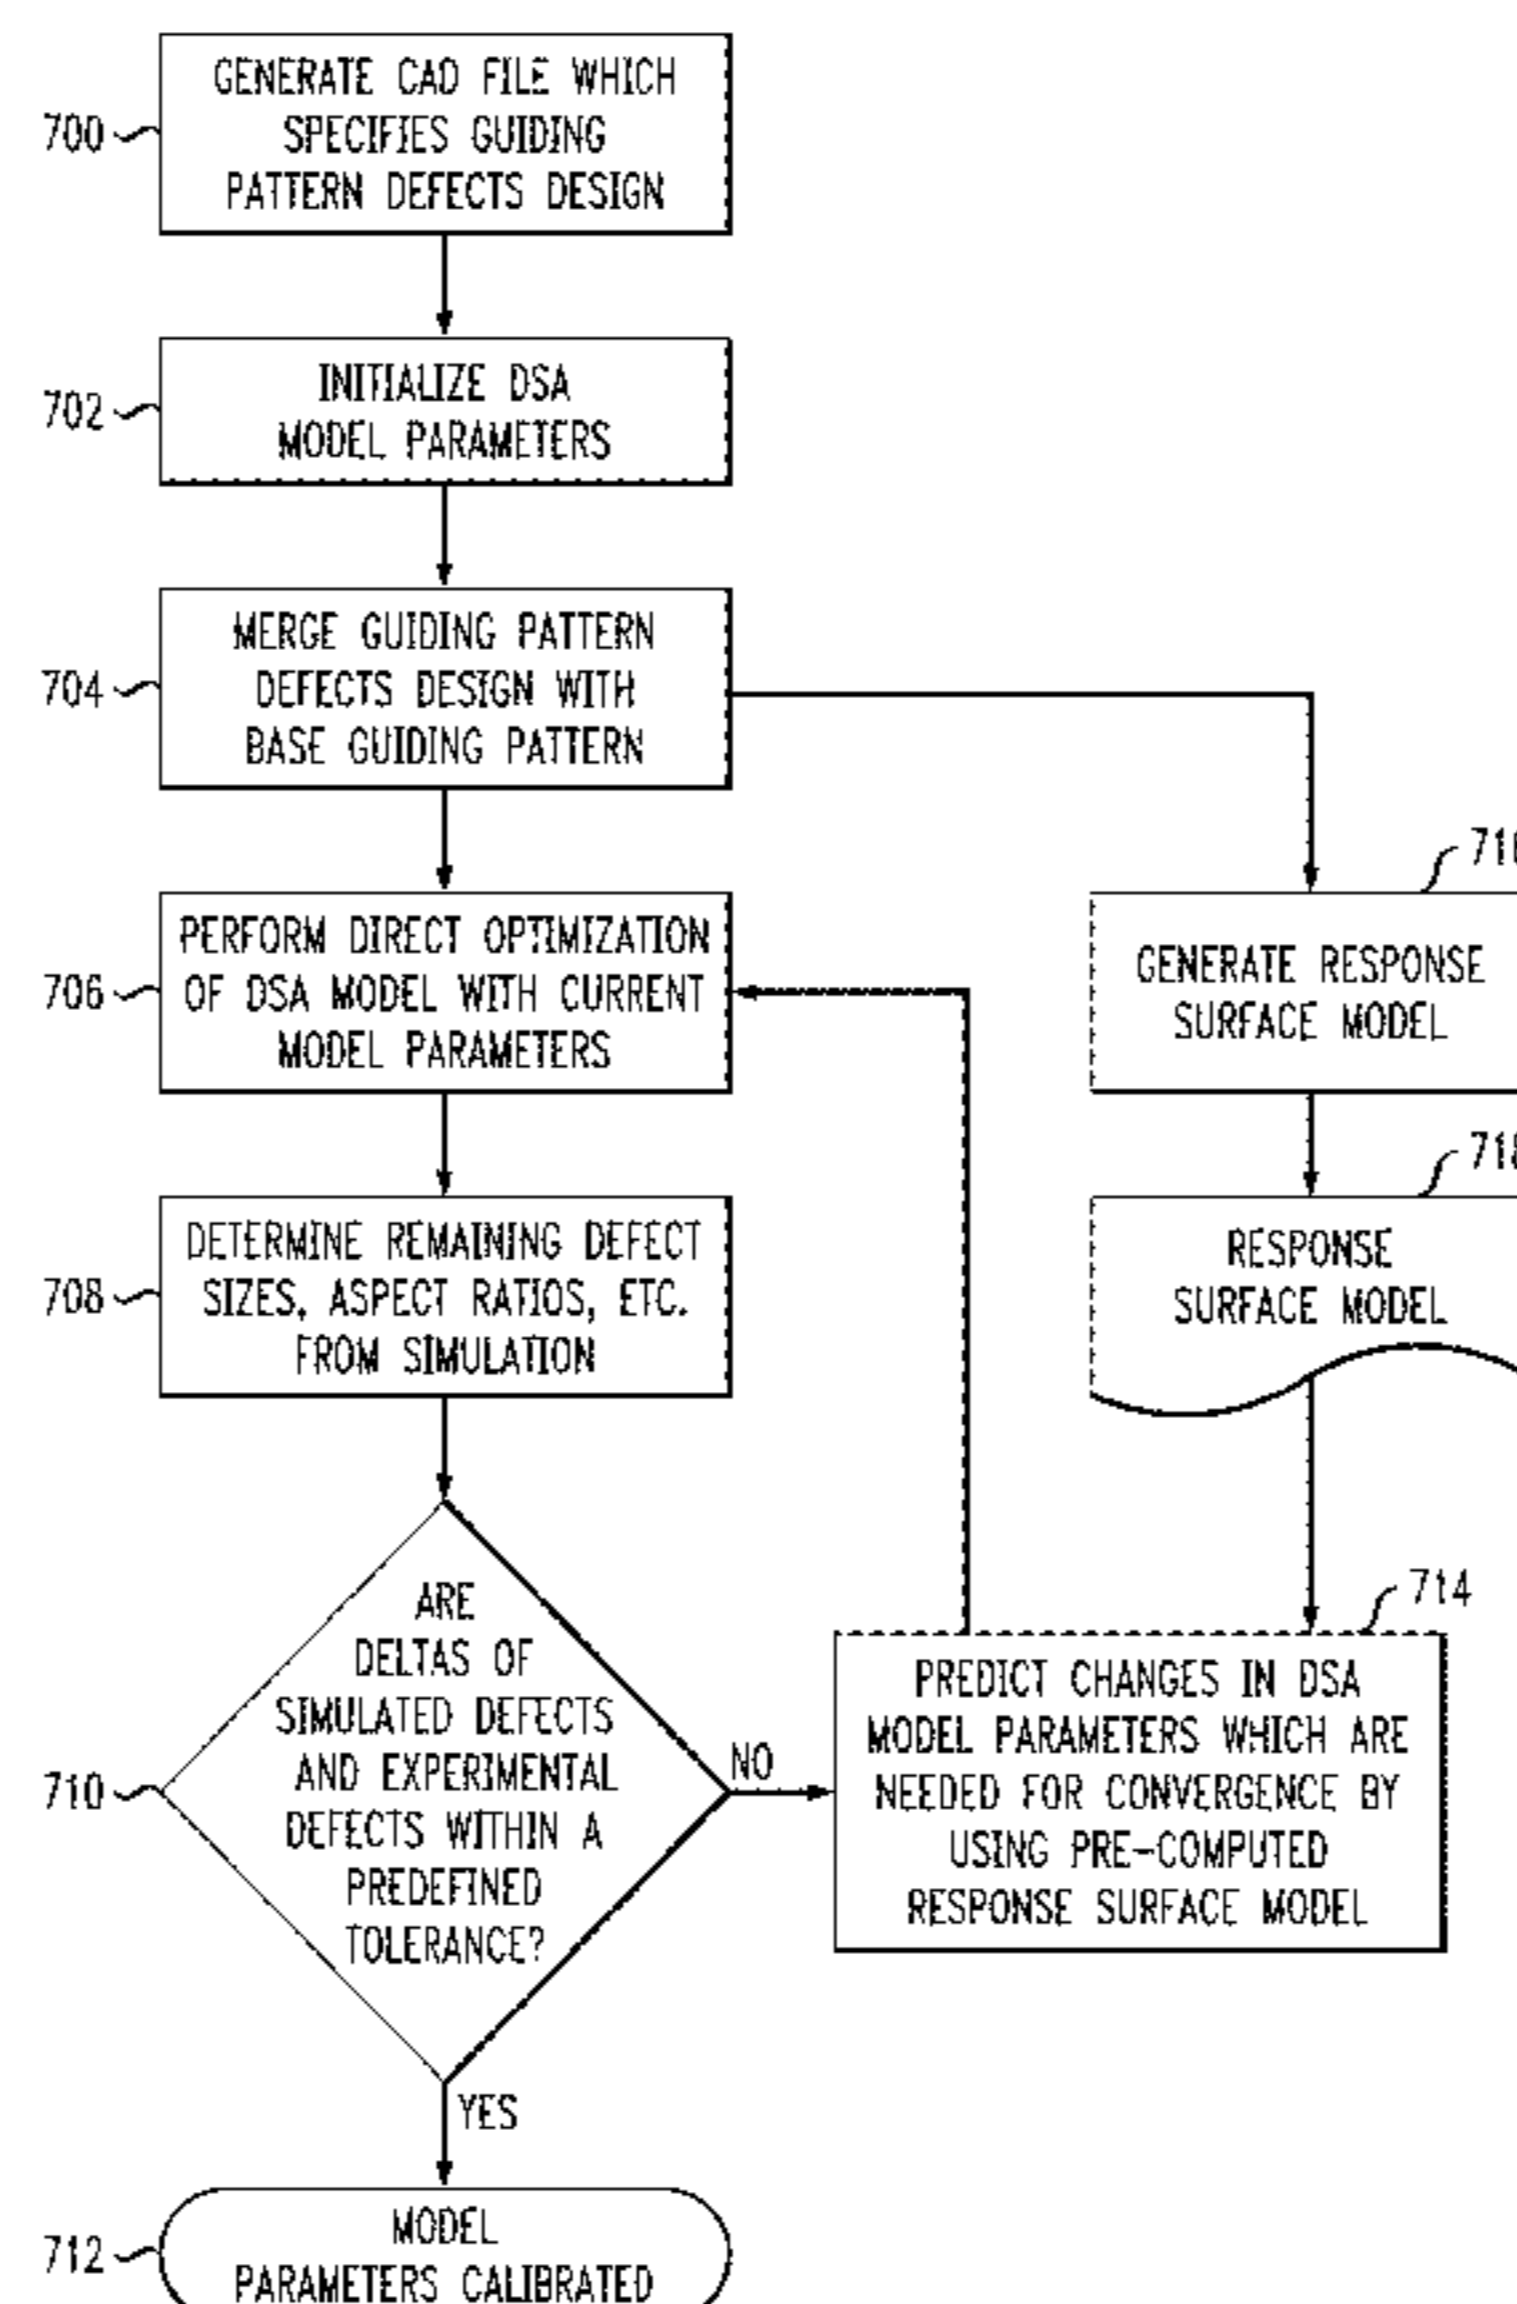 GENERATE CAD FILE WHICH
SPECIFIES GUIDING
PATTERN DEFECTS DESIGN
700
INITIALIZE DSA
MODEL PARAMETERS
702
MERGE GUIDING PATTERN
DEFECTS DESIGN WITH
BASE GUIDING PATTERN
704
PERFORM DIRECT OPTIMIZATION
OF DSA MODEL WITH CURRENT
MODEL PARAMETERS
706
GENERATE RESPONSE
SURFACE MODEL
DETERMINE REMAINING DEFECT
SIZES, ASPECT RATIOS, ETC.
FROM SIMULATION
708
RESPONSE
SURFACE MODEL
ARE
DELTAS OF
SIMULATED DEFECTS
AND EXPERIMENTAL
DEFECTS WITHIN A
PREDEFINED
TOLERANCE?
710
NO
714
PREDICT CHANGES IN DSA
MODEL PARAMETERS WHICH ARE
NEEDED FOR CONVERGENCE BY
USING PRE-COMPUTED
RESPONSE SURFACE MODEL
YES
MODEL
PARAMETERS CALIBRATED
712